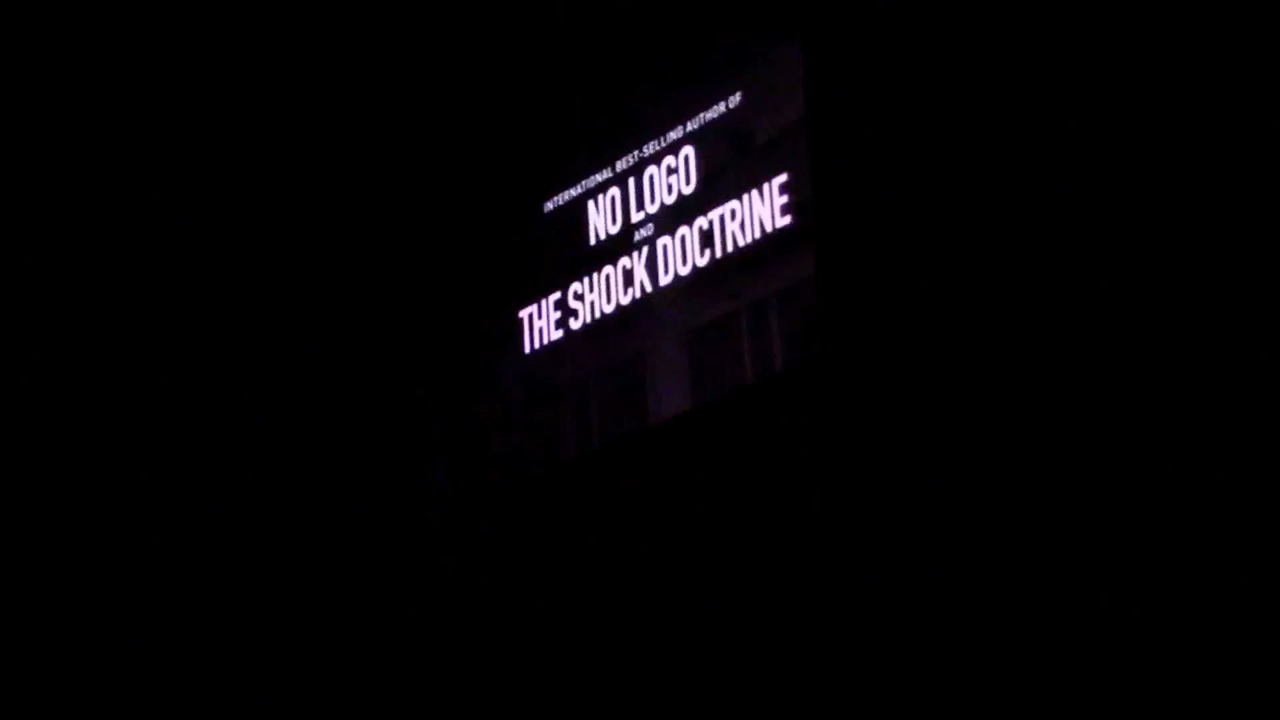 INTERNATIONAL BEST-SELLING AUTHOR OF
NO LOGO
AND
THE SHOCK DOCTRINE